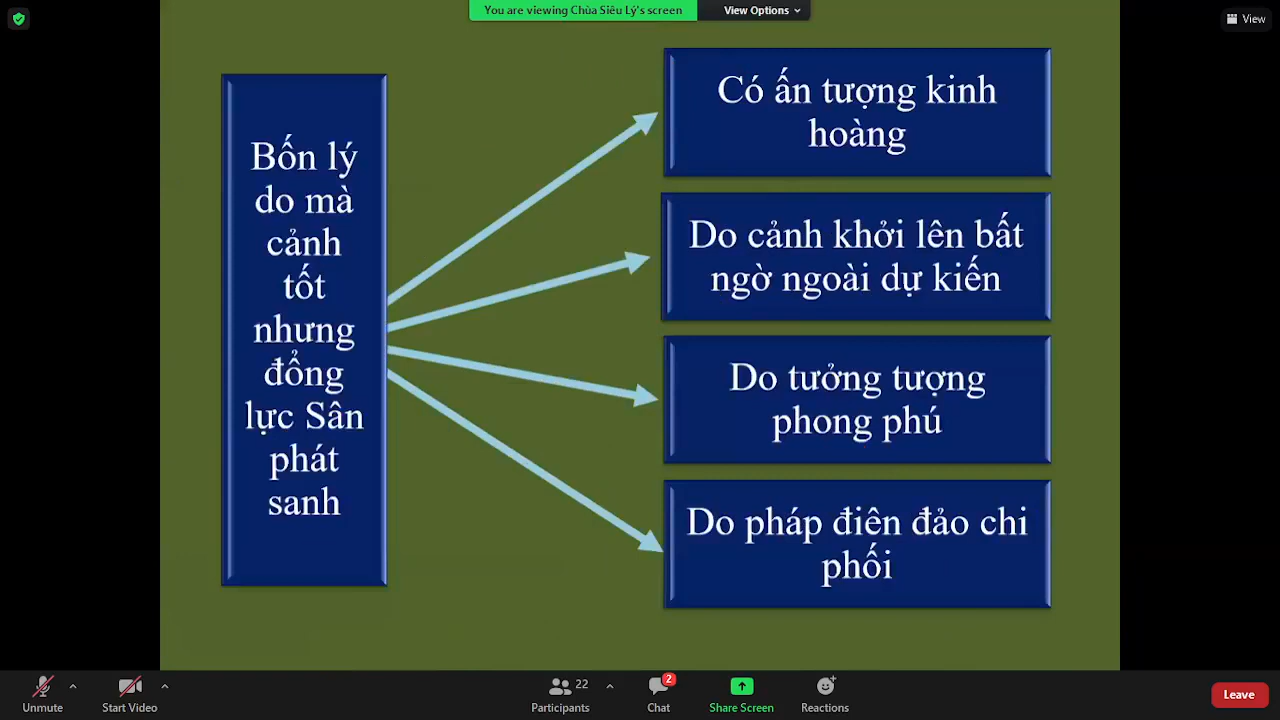 You are viewing Chùa Siêu Lý's screen
View Options
View
Bốn lý
do mà
cảnh
tốt
nhưng
đổng
lực Sân
phát
sanh
Có ấn tượng kinh
hoàng
Do cảnh khởi lên bất
ngờ ngoài dự kiến
Do tưởng tượng
phong phú
Do pháp điên đảo chi
phối
Unmute
Start Video
22
Participants
2
Chat
Share Screen
Reactions
Leave